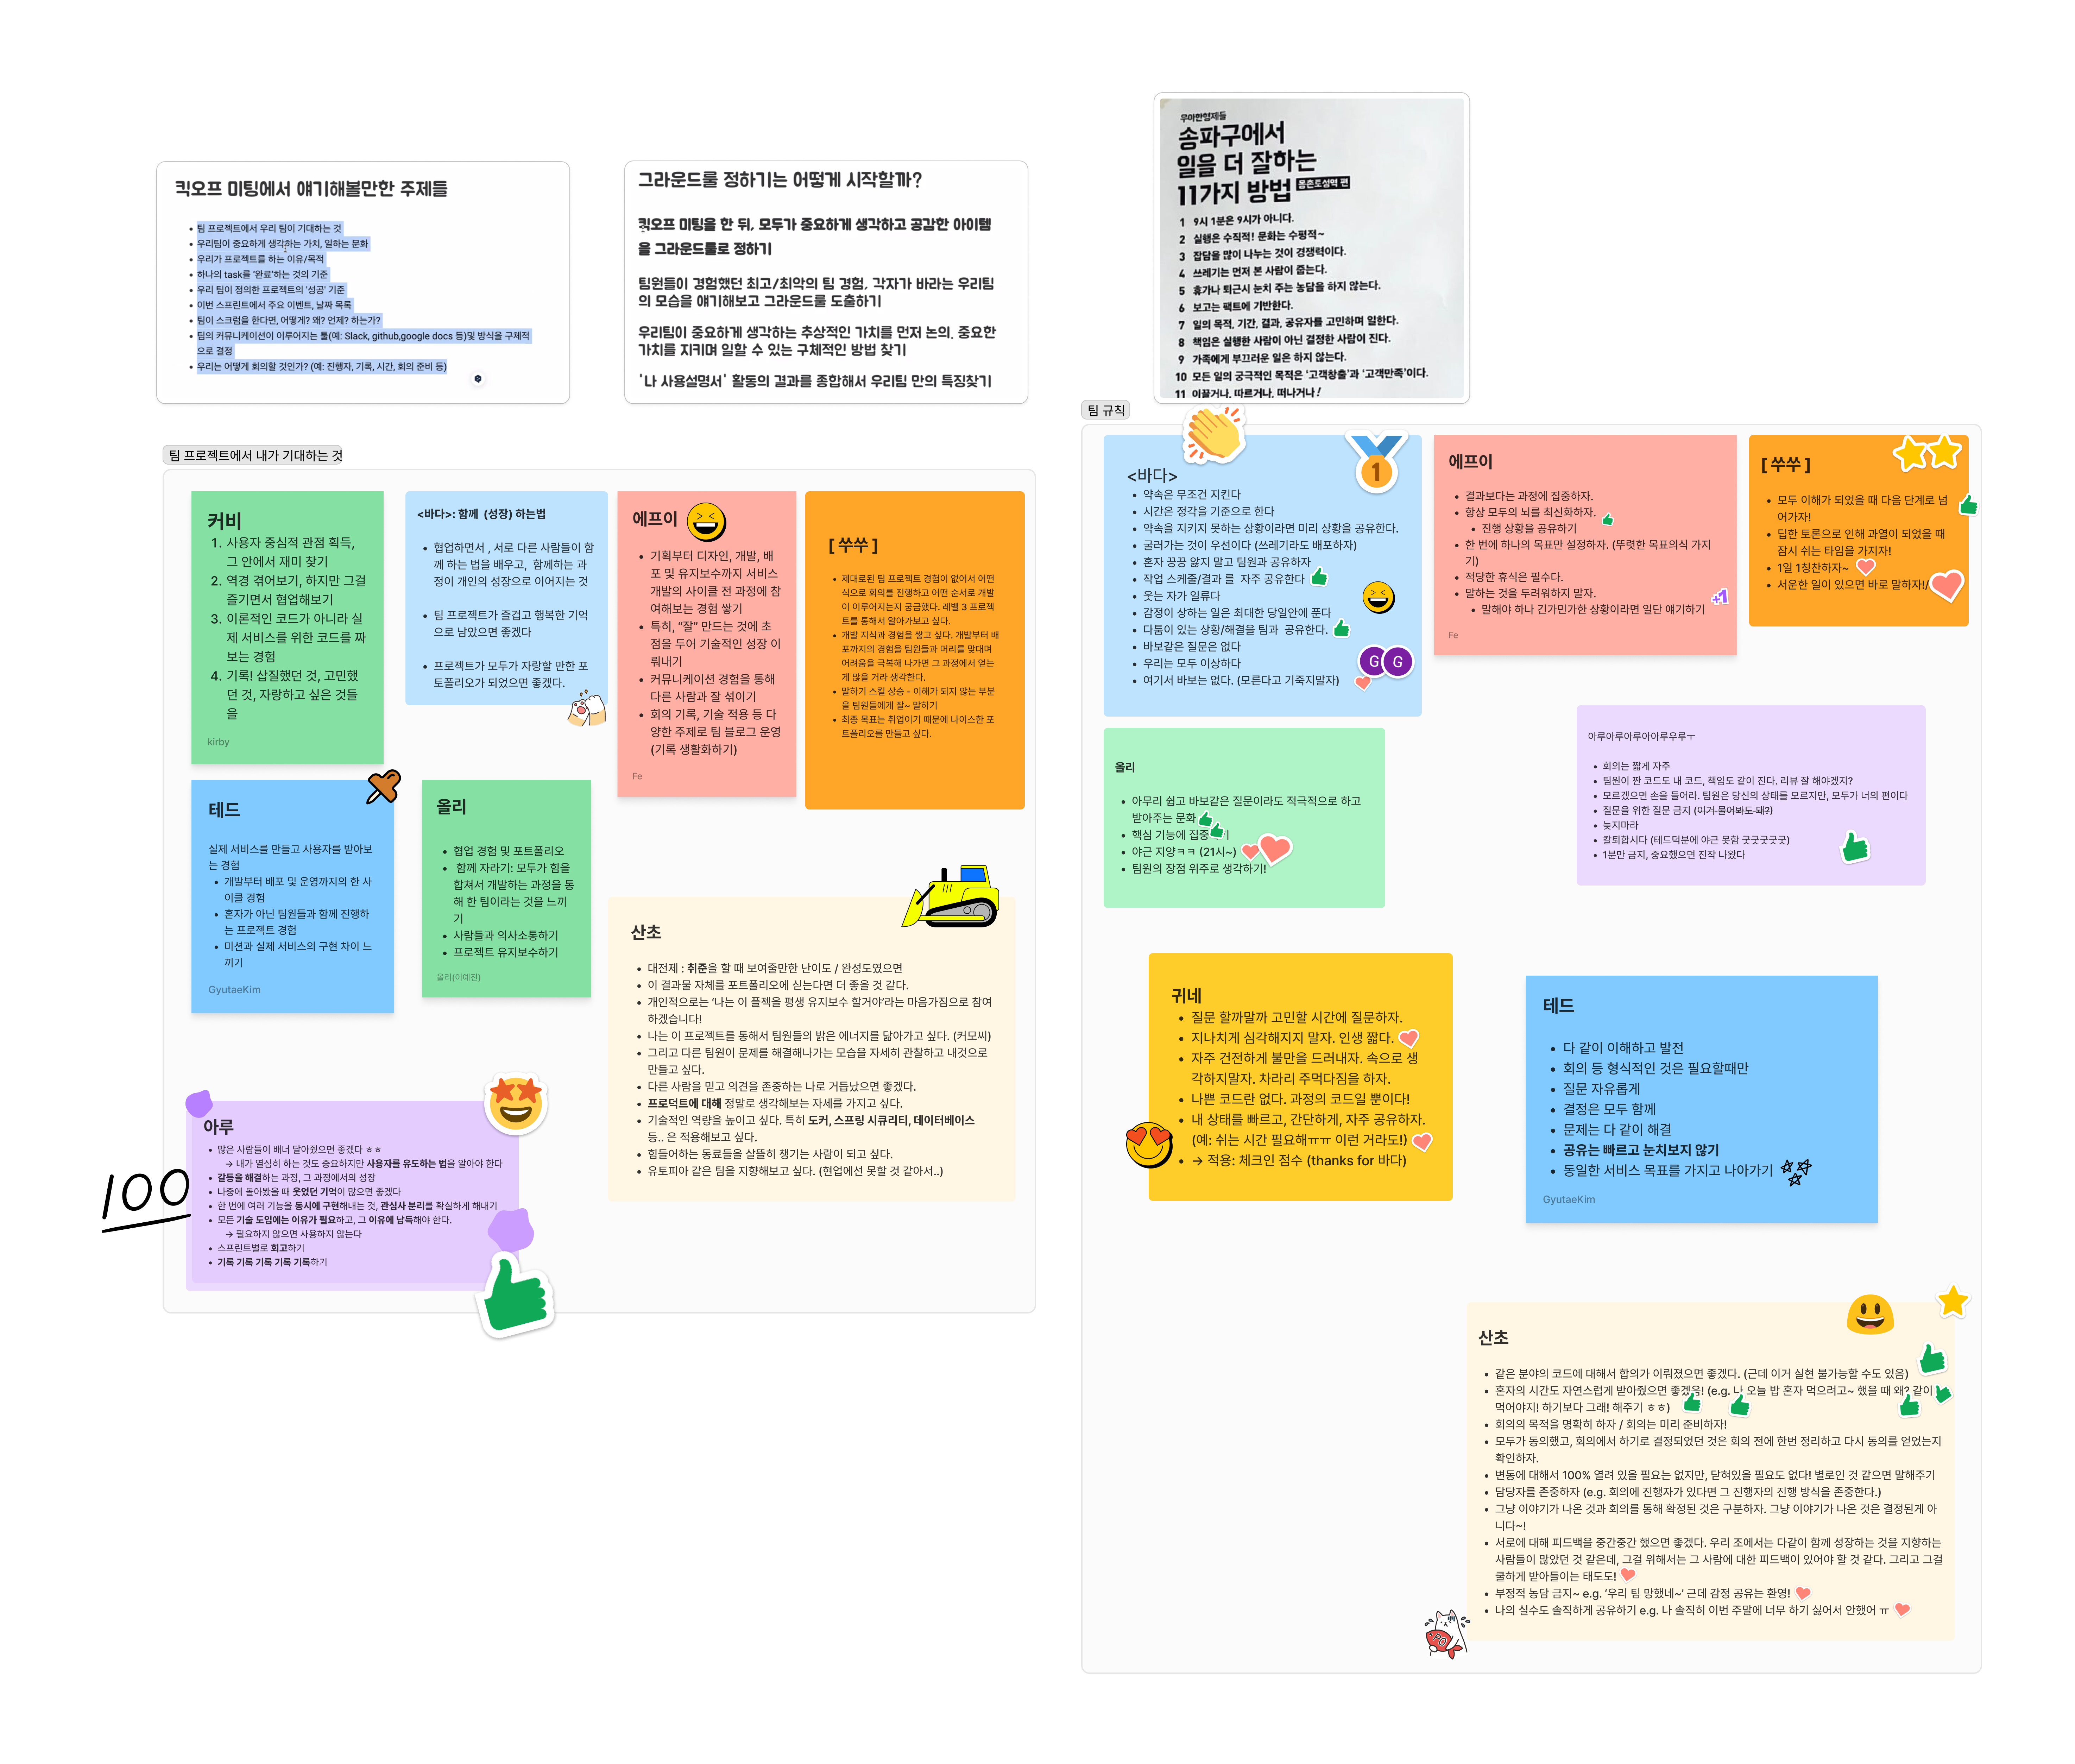 킥오프 미팅에서 얘기해볼만한 주제들
• 팀 프로젝트에서 우리 팀이 기대하는 것
• 우리팀이 중요하게 생각하는 가치, 일하는 문화
• 우리가 프로젝트를 하는 이유/목적
• 하나의 task를 '완료'하는 것의 기준
• 우리 팀이 정의한 프로젝트의 '성공' 기준
• 이번 스프린트에서 주요 이벤트, 날짜 목록
• 팀이 스크럼을 한다면, 어떻게? 왜? 언제? 하는가?
• 팀의 커뮤니케이션이 이루어지는 툴(예: Slack, github,google docs 등)및 방식을 구체적
으로 결정
• 우리는 어떻게 회의할 것인가? (예: 진행자, 기록, 시간, 회의 준비 등)
그라운드룰 정하기는 어떻게 시작할까?
킥오프 미팅을 한 뒤, 모두가 중요하게 생각하고 공감한 아이템
을 그라운드룰로 정하기
팀원들이 경험했던 최고/최악의 팀 경험, 각자가 바라는 우리팀
의 모습을 얘기해보고 그라운드룰 도출하기
우리팀이 중요하게 생각하는 추상적인 가치를 먼저 논의, 중요한
가치를 지키며 일할 수 있는 구체적인 방법 찾기
'나 사용설명서' 활동의 결과를 종합해서 우리팀 만의 특징찾기
우아한형제들
송파구에서
일을 더 잘하는
11가지 방법 몽촌토성역 편
1 9시 1분은 9시가 아니다.
2 실행은 수직적! 문화는 수평적~
3 잡담을 많이 나누는 것이 경쟁력이다.
4 쓰레기는 먼저 본 사람이 줍는다.
5 휴가나 퇴근시 눈치 주는 농담을 하지 않는다.
6 보고는 팩트에 기반한다.
7 일의 목적, 기간, 결과, 공유자를 고민하며 일한다.
8 책임은 실행한 사람이 아닌 결정한 사람이 진다.
9 가족에게 부끄러운 일은 하지 않는다.
10 모든 일의 궁극적인 목적은 '고객창출'과 '고객만족'이다.
11 이끌거나, 따르거나, 떠나거나!
팀 프로젝트에서 내가 기대하는 것
커비
1. 사용자 중심적 관점 획득,
그 안에서 재미 찾기
2. 역경 겪어보기, 하지만 그걸
즐기면서 협업해보기
3. 이론적인 코드가 아니라 실
제 서비스를 위한 코드를 짜
보는 경험
4. 기록! 삽질했던 것, 고민했
던 것, 자랑하고 싶은 것들
을
kirby
<바다>: 함께 (성장) 하는법
• 협업하면서 , 서로 다른 사람들이 함
께 하는 법을 배우고, 함께하는 과
정이 개인의 성장으로 이어지는 것
• 팀 프로젝트가 즐겁고 행복한 기억
으로 남았으면 좋겠다
• 프로젝트가 모두가 자랑할 만한 포
토폴리오가 되었으면 좋겠다.
에프이
• 기획부터 디자인, 개발, 배
포 및 유지보수까지 서비스
개발의 사이클 전 과정에 참
여해보는 경험 쌓기
• 특히, "잘" 만드는 것에 초
점을 두어 기술적인 성장 이
뤄내기
• 커뮤니케이션 경험을 통해
다른 사람과 잘 섞이기
• 회의 기록, 기술 적용 등 다
양한 주제로 팀 블로그 운영
(기록 생활화하기)
Fe
[ 쑤쑤 ]
• 제대로된 팀 프로젝트 경험이 없어서 어떤
식으로 회의를 진행하고 어떤 순서로 개발
이 이루어지는지 궁금했다. 레벨 3 프로젝
트를 통해서 알아가보고 싶다.
• 개발 지식과 경험을 쌓고 싶다. 개발부터 배
포까지의 경험을 팀원들과 머리를 맞대며
어려움을 극복해 나가면 그 과정에서 얻는
게 많을 거라 생각한다.
• 말하기 스킬 상승 - 이해가 되지 않는 부분
을 팀원들에게 잘~ 말하기
• 최종 목표는 취업이기 때문에 나이스한 포
트폴리오를 만들고 싶다.
테드
실제 서비스를 만들고 사용자를 받아보
는 경험
• 개발부터 배포 및 운영까지의 한 사
이클 경험
• 혼자가 아닌 팀원들과 함께 진행하
는 프로젝트 경험
• 미션과 실제 서비스의 구현 차이 느
끼기
GyutaeKim
올리
• 협업 경험 및 포트폴리오
• 함께 자라기: 모두가 힘을
합쳐서 개발하는 과정을 통
해 한 팀이라는 것을 느끼
기
• 사람들과 의사소통하기
• 프로젝트 유지보수하기
올리(이예진)
산초
• 대전제 : 취준을 할 때 보여줄만한 난이도 / 완성도였으면
• 이 결과물 자체를 포트폴리오에 싣는다면 더 좋을 것 같다.
• 개인적으로는 '나는 이 플젝을 평생 유지보수 할거야'라는 마음가짐으로 참여
하겠습니다!
• 나는 이 프로젝트를 통해서 팀원들의 밝은 에너지를 닮아가고 싶다. (커모씨)
• 그리고 다른 팀원이 문제를 해결해나가는 모습을 자세히 관찰하고 내것으로
만들고 싶다.
• 다른 사람을 믿고 의견을 존중하는 나로 거듭났으면 좋겠다.
• 프로덕트에 대해 정말로 생각해보는 자세를 가지고 싶다.
• 기술적인 역량을 높이고 싶다. 특히 도커, 스프링 시큐리티, 데이터베이스
등.. 은 적용해보고 싶다.
• 힘들어하는 동료들을 살뜰히 챙기는 사람이 되고 싶다.
• 유토피아 같은 팀을 지향해보고 싶다. (현업에선 못할 것 같아서..)
아루
• 많은 사람들이 배너 달아줬으면 좋겠다 ㅎㅎ
→ 내가 열심히 하는 것도 중요하지만 사용자를 유도하는 법을 알아야 한다
• 갈등을 해결하는 과정, 그 과정에서의 성장
• 나중에 돌아봤을 때 웃었던 기억이 많으면 좋겠다
• 한 번에 여러 기능을 동시에 구현해내는 것, 관심사 분리를 확실하게 해내기
• 모든 기술 도입에는 이유가 필요하고, 그 이유에 납득해야 한다.
→ 필요하지 않으면 사용하지 않는다
• 스프린트별로 회고하기
• 기록 기록 기록 기록 기록하기
100
팀 규칙
<바다>
• 약속은 무조건 지킨다
• 시간은 정각을 기준으로 한다
• 약속을 지키지 못하는 상황이라면 미리 상황을 공유한다.
• 굴러가는 것이 우선이다 (쓰레기라도 배포하자)
• 혼자 끙끙 앓지 말고 팀원과 공유하자
• 작업 스케줄/결과 를 자주 공유한다
• 웃는 자가 일류다
• 감정이 상하는 일은 최대한 당일안에 푼다
• 다툼이 있는 상황/해결을 팀과 공유한다.
• 바보같은 질문은 없다
• 우리는 모두 이상하다
• 여기서 바보는 없다. (모른다고 기죽지말자)
1
G G
에프이
• 결과보다는 과정에 집중하자.
• 항상 모두의 뇌를 최신화하자.
• 진행 상황을 공유하기
• 한 번에 하나의 목표만 설정하자. (뚜렷한 목표의식 가지
기)
• 적당한 휴식은 필수다.
• 말하는 것을 두려워하지 말자.
• 말해야 하나 긴가민가한 상황이라면 일단 얘기하기
+1
Fe
[ 쑤쑤 ]
• 모두 이해가 되었을 때 다음 단계로 넘
어가자!
• 딥한 토론으로 인해 과열이 되었을 때
잠시 쉬는 타임을 가지자!
• 1일 1칭찬하자~
• 서운한 일이 있으면 바로 말하자!/
올리
• 아무리 쉽고 바보같은 질문이라도 적극적으로 하고
받아주는 문화
• 핵심 기능에 집중
• 야근 지양ㅋㅋ (21시~)
• 팀원의 장점 위주로 생각하기!
아루아루아루아아루우루ㅜ
• 회의는 짧게 자주
• 팀원이 짠 코드도 내 코드, 책임도 같이 진다. 리뷰 잘 해야겠지?
• 모르겠으면 손을 들어라. 팀원은 당신의 상태를 모르지만, 모두가 너의 편이다
• 질문을 위한 질문 금지 (이거 물어봐도 돼?)
• 늦지마라
• 칼퇴합시다 (테드덕분에 야근 못함 굿굿굿굿굿)
• 1분만 금지, 중요했으면 진작 나왔다
귀네
• 질문 할까말까 고민할 시간에 질문하자.
• 지나치게 심각해지지 말자. 인생 짧다.
• 자주 건전하게 불만을 드러내자. 속으로 생
각하지말자. 차라리 주먹다짐을 하자.
• 나쁜 코드란 없다. 과정의 코드일 뿐이다!
• 내 상태를 빠르고, 간단하게, 자주 공유하자.
(예: 쉬는 시간 필요해ㅠㅠ 이런 거라도!)
• → 적용: 체크인 점수 (thanks for 바다)
테드
• 다 같이 이해하고 발전
• 회의 등 형식적인 것은 필요할때만
• 질문 자유롭게
• 결정은 모두 함께
• 문제는 다 같이 해결
• 공유는 빠르고 눈치보지 않기
• 동일한 서비스 목표를 가지고 나아가기
GyutaeKim
산초
• 같은 분야의 코드에 대해서 합의가 이뤄졌으면 좋겠다. (근데 이거 실현 불가능할 수도 있음)
• 혼자의 시간도 자연스럽게 받아줬으면 좋겠음! (e.g. 나 오늘 밥 혼자 먹으려고~ 했을 때 왜? 같이
먹어야지! 하기보다 그래! 해주기 ㅎㅎ)
• 회의의 목적을 명확히 하자 / 회의는 미리 준비하자!
• 모두가 동의했고, 회의에서 하기로 결정되었던 것은 회의 전에 한번 정리하고 다시 동의를 얻었는지
확인하자.
• 변동에 대해서 100% 열려 있을 필요는 없지만, 닫혀있을 필요도 없다! 별로인 것 같으면 말해주기
• 담당자를 존중하자 (e.g. 회의에 진행자가 있다면 그 진행자의 진행 방식을 존중한다.)
• 그냥 이야기가 나온 것과 회의를 통해 확정된 것은 구분하자. 그냥 이야기가 나온 것은 결정된게 아
니다~!
• 서로에 대해 피드백을 중간중간 했으면 좋겠다. 우리 조에서는 다같이 함께 성장하는 것을 지향하는
사람들이 많았던 것 같은데, 그걸 위해서는 그 사람에 대한 피드백이 있어야 할 것 같다. 그리고 그걸
쿨하게 받아들이는 태도도!
• 부정적 농담 금지~ e.g. '우리 팀 망했네~' 근데 감정 공유는 환영!
• 나의 실수도 솔직하게 공유하기 e.g. 나 솔직히 이번 주말에 너무 하기 싫어서 안했어 ㅠ